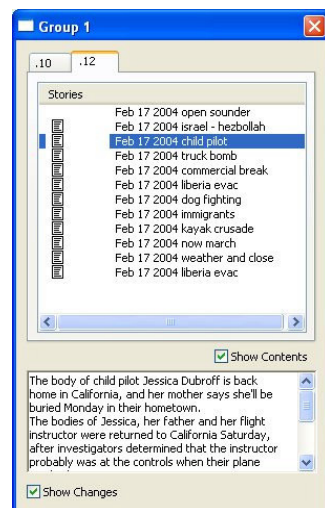 Group 1
.10 .12
Stories
Feb 17 2004 open sounder
Feb 17 2004 israel - hezbollah
Feb 17 2004 child pilot
Feb 17 2004 truck bomb
Feb 17 2004 commercial break
Feb 17 2004 liberia evac
Feb 17 2004 dog fighting
Feb 17 2004 immigrants
Feb 17 2004 kayak crusade
Feb 17 2004 now march
Feb 17 2004 weather and close
Feb 17 2004 liberia evac
Show Contents
The body of child pilot Jessica Dubroff is back
home in California, and her mother says she'll be
buried Monday in their hometown.
The bodies of Jessica, her father and her flight
instructor were returned to California Saturday,
after investigators determined that the instructor
probably was at the controls when their plane
Show Changes